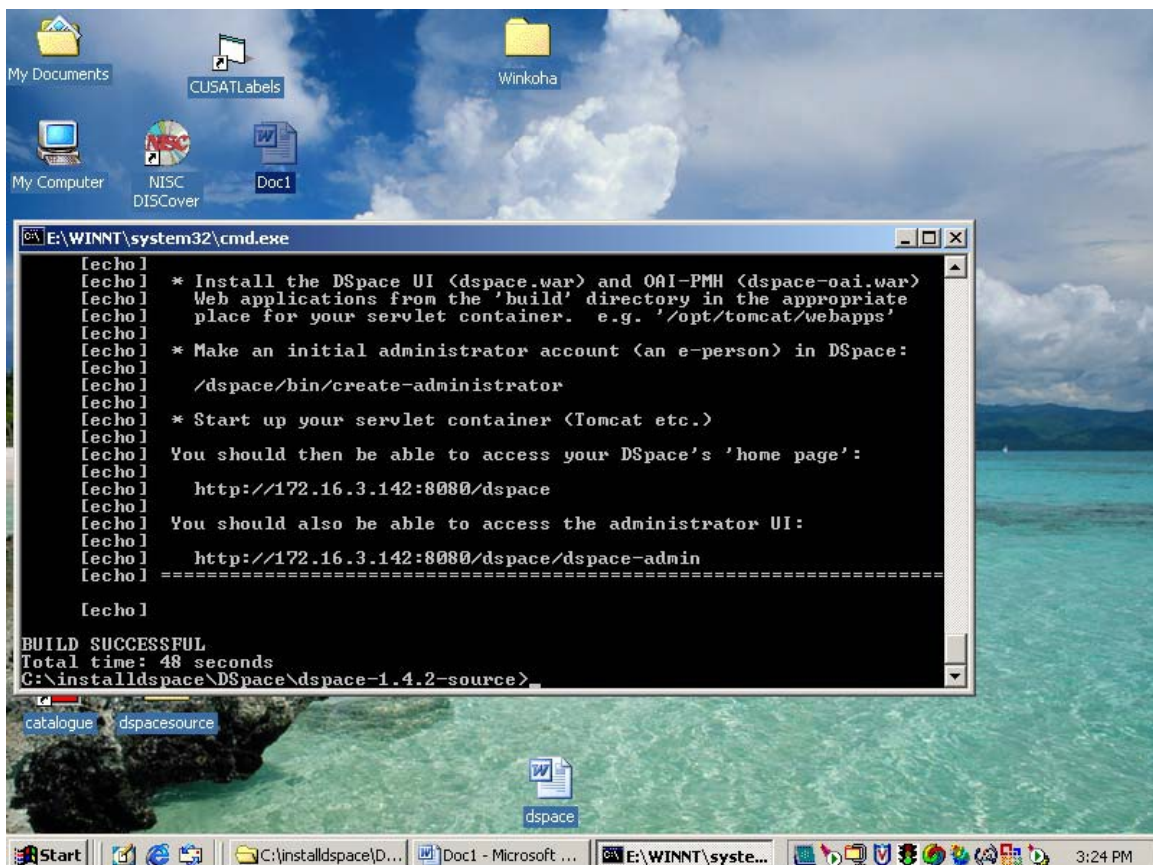 My Documents
CUSATLabels
Winkoha
My Computer
NISC
DISCover
Doc1
E:\WINNT\system32\cmd.exe
[echo]
[echo]  * Install the DSpace UI (dspace.war) and OAI-PMH (dspace-oai.war)
[echo]    Web applications from the 'build' directory in the appropriate
[echo]    place for your servlet container.  e.g. '/opt/tomcat/webapps'
[echo]
[echo]  * Make an initial administrator account (an e-person) in DSpace:
[echo]
[echo]    /dspace/bin/create-administrator
[echo]
[echo]  * Start up your servlet container (Tomcat etc.)
[echo]
[echo]  You should then be able to access your DSpace's 'home page':
[echo]
[echo]    http://172.16.3.142:8080/dspace
[echo]
[echo]  You should also be able to access the administrator UI:
[echo]
[echo]    http://172.16.3.142:8080/dspace/dspace-admin
[echo] ====================================================================
[echo]
BUILD SUCCESSFUL
Total time: 48 seconds
C:\installdspace\DSpace\dspace-1.4.2-source>_
catalogue
dspacesource
dspace
Start
C:\installdspace\D...
Doc1 - Microsoft ...
E:\WINNT\syste...
3:24 PM